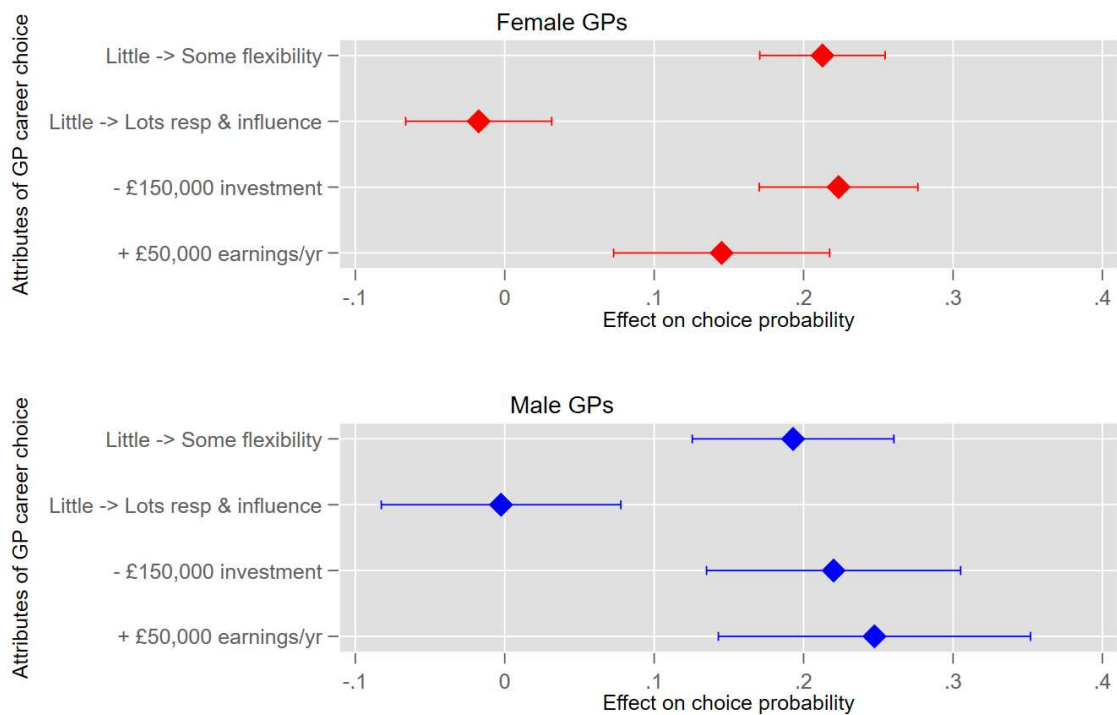 Female GPs
Attributes of GP career choice
Little -> Some flexibility
Little -> Lots resp & influence
- £150,000 investment
+ £50,000 earnings/yr
-.1 0 .1 .2 .3 .4
Effect on choice probability
Male GPs
Attributes of GP career choice
Little -> Some flexibility
Little -> Lots resp & influence
- £150,000 investment
+ £50,000 earnings/yr
-.1 0 .1 .2 .3 .4
Effect on choice probability